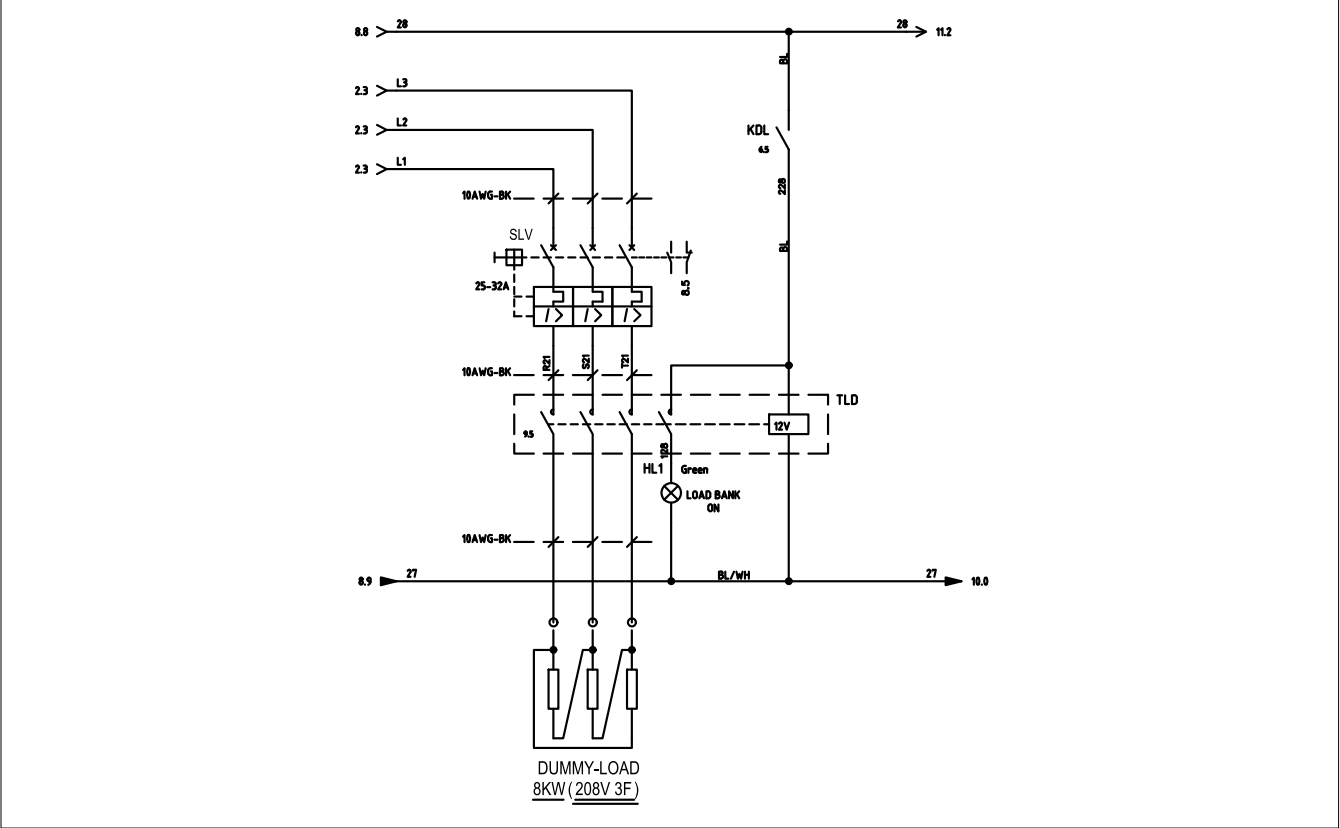 8.8 28 28 11.2
BL
2.3 L3
2.3 L2
KDL
6.5
2.3 L1
228
10AWG-BK
SLV
BL
25-32A
8.5
R21 S21 T21
10AWG-BK
TLD
9.5
12V
128
HL1 Green
LOAD BANK
ON
10AWG-BK
8.9 27 BL/WH 27 10.0
DUMMY-LOAD
8KW (208V 3F)